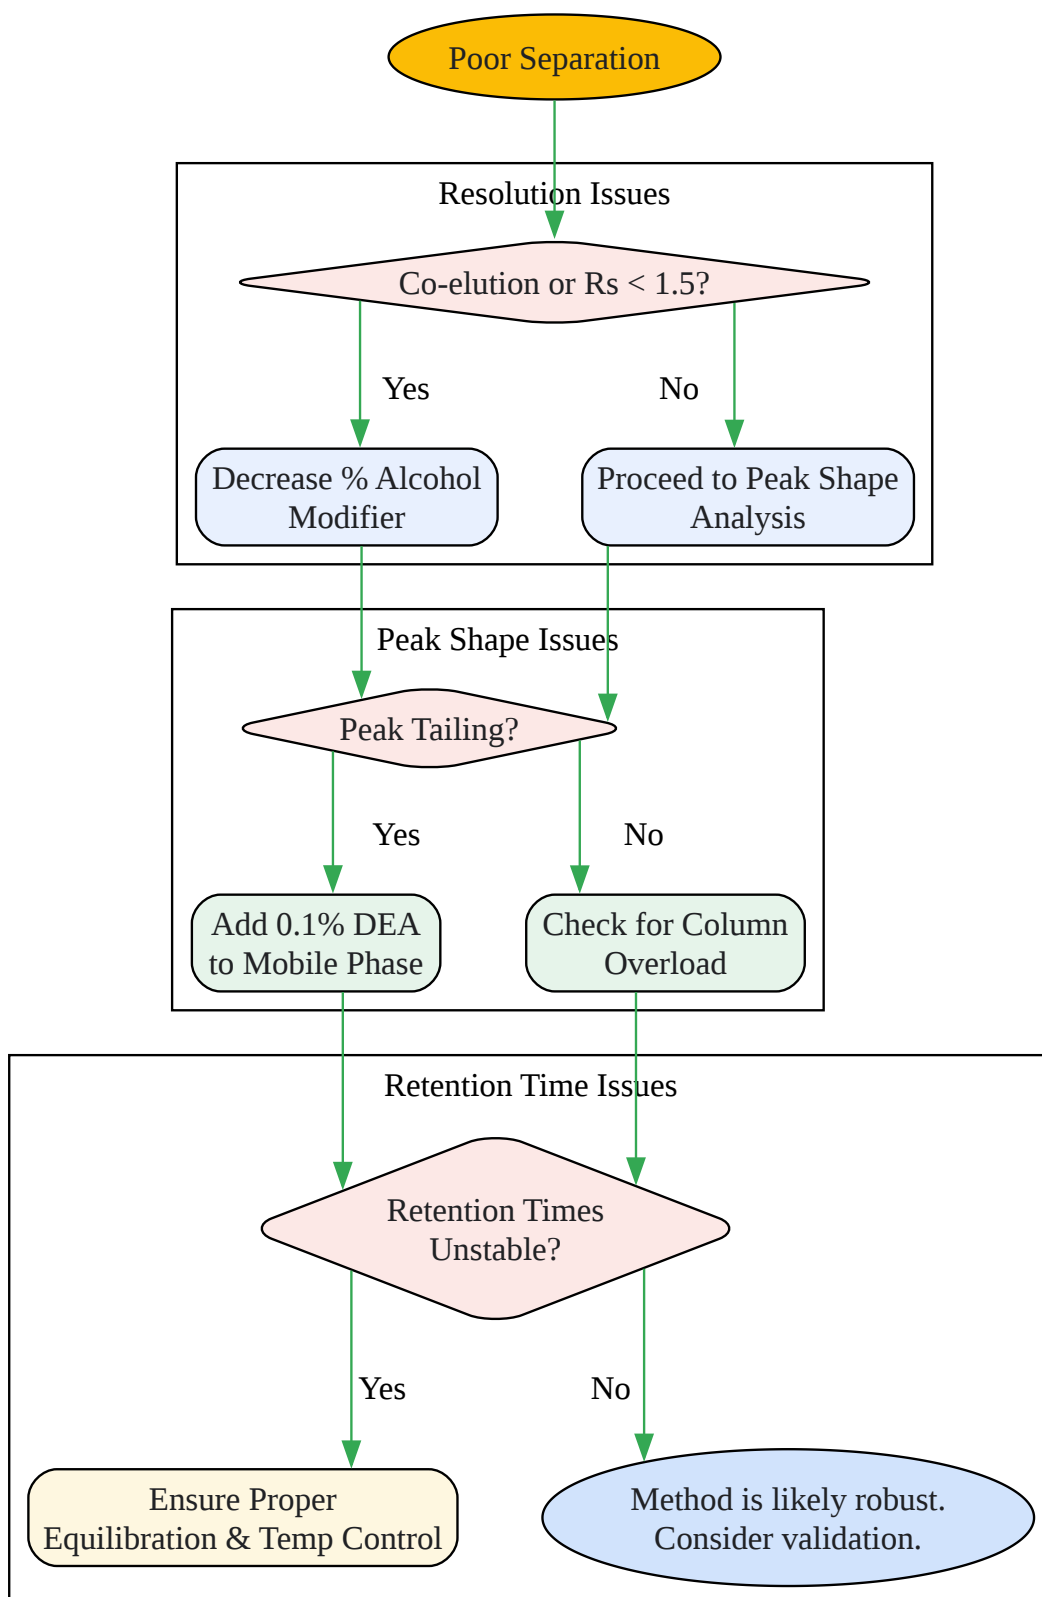 Poor Separation
Resolution Issues
Co-elution or Rs < 1.5?
Yes
No
Decrease % Alcohol
Modifier
Proceed to Peak Shape
Analysis
Peak Shape Issues
Peak Tailing?
Yes
No
Add 0.1% DEA
to Mobile Phase
Check for Column
Overload
Retention Time Issues
Retention Times
Unstable?
Yes
No
Ensure Proper
Equilibration & Temp Control
Method is likely robust.
Consider validation.